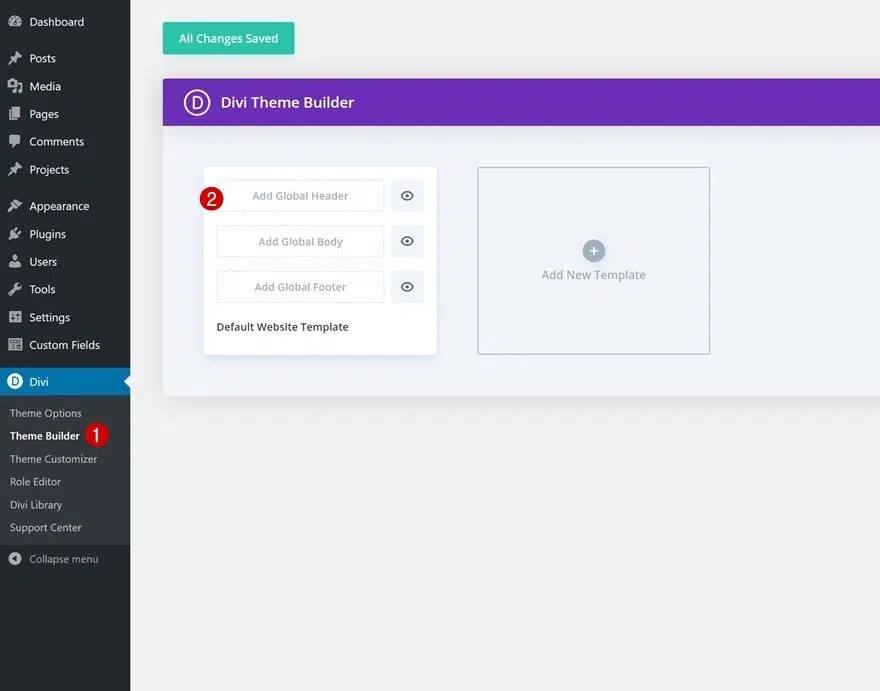 Dashboard
Posts
Media
Pages
Comments
Projects
Appearance
Plugins
Users
Tools
Settings
Custom Fields
D Divi
Theme Options
Theme Builder 1
Theme Customizer
Role Editor
Divi Library
Support Center
Collapse menu
All Changes Saved
D Divi Theme Builder
2 Add Global Header
Add Global Body
Add Global Footer
Default Website Template
+
Add New Template